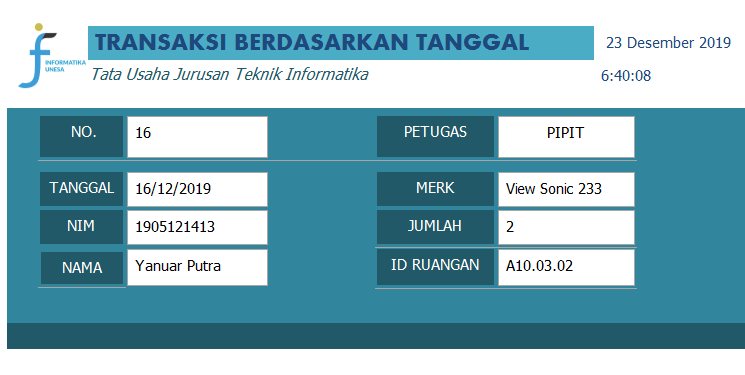 INFORMATIKA
UNESA
TRANSAKSI BERDASARKAN TANGGAL
23 Desember 2019
Tata Usaha Jurusan Teknik Informatika
6:40:08
NO. 16 PETUGAS PIPIT
TANGGAL 16/12/2019 MERK View Sonic 233
NIM 1905121413 JUMLAH 2
NAMA Yanuar Putra ID RUANGAN A10.03.02